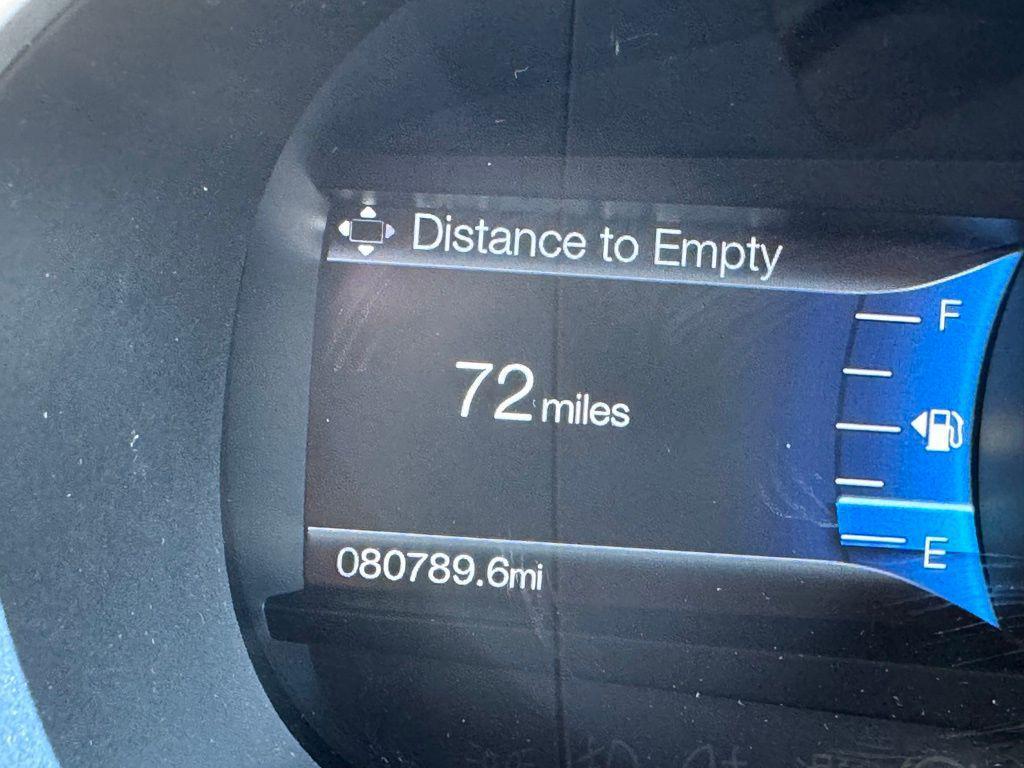 Distance to Empty
F
72 miles
E
080789.6mi